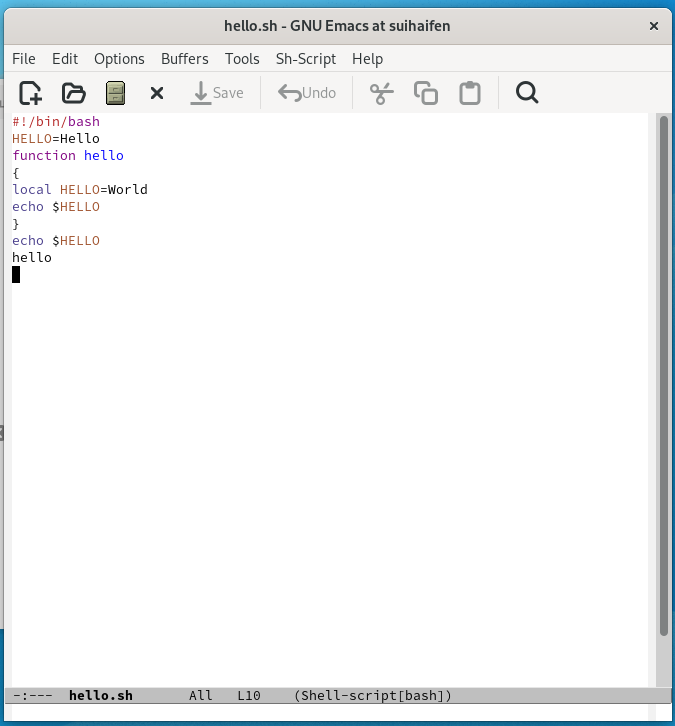 hello.sh - GNU Emacs at suihaifen
File Edit Options Buffers Tools Sh-Script Help
Save Undo
#!/bin/bash
HELLO=Hello
function hello
{
local HELLO=World
echo $HELLO
}
echo $HELLO
hello
-:--- hello.sh All L10 (Shell-script[bash])